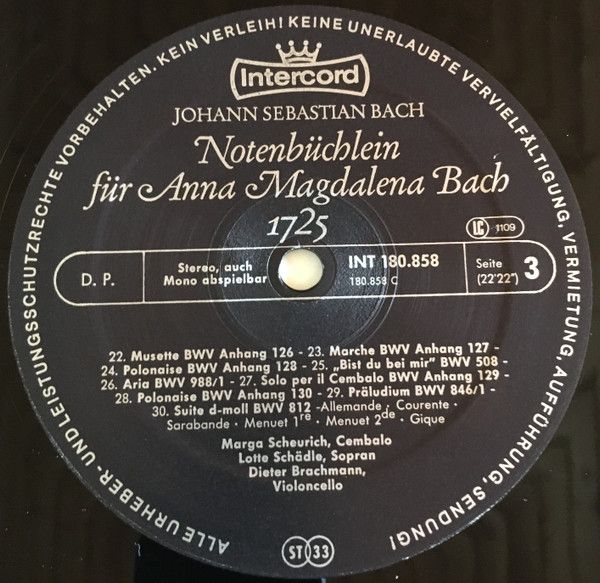 ALLE URHEBER- UND LEISTUNGSSCHUTZRECHTE VORBEHALTEN. KEIN VERLEIH! KEINE UNERLAUBTE VERVIELFÄLTIGUNG, VERMIETUNG, AUFFÜHRUNG, SENDUNG!
Intercord
JOHANN SEBASTIAN BACH
Notenbüchlein
für Anna Magdalena Bach
1725
LC 1109
D. P.
Stereo, auch
Mono abspielbar
INT 180.858
180.858 C
Seite
(22'22")
3
22. Musette BWV Anhang 126 - 23. Marche BWV Anhang 127 -
24. Polonaise BWV Anhang 128 - 25. „Bist du bei mir" BWV 508 -
26. Aria BWV 988/1 - 27. Solo per il Cembalo BWV Anhang 129 -
28. Polonaise BWV Anhang 130 - 29. Präludium BWV 846/1 -
30. Suite d-moll BWV 812 -Allemande · Courente ·
Sarabande · Menuet 1re · Menuet 2de · Gique
Marga Scheurich, Cembalo
Lotte Schädle, Sopran
Dieter Brachmann,
Violoncello
ST 33